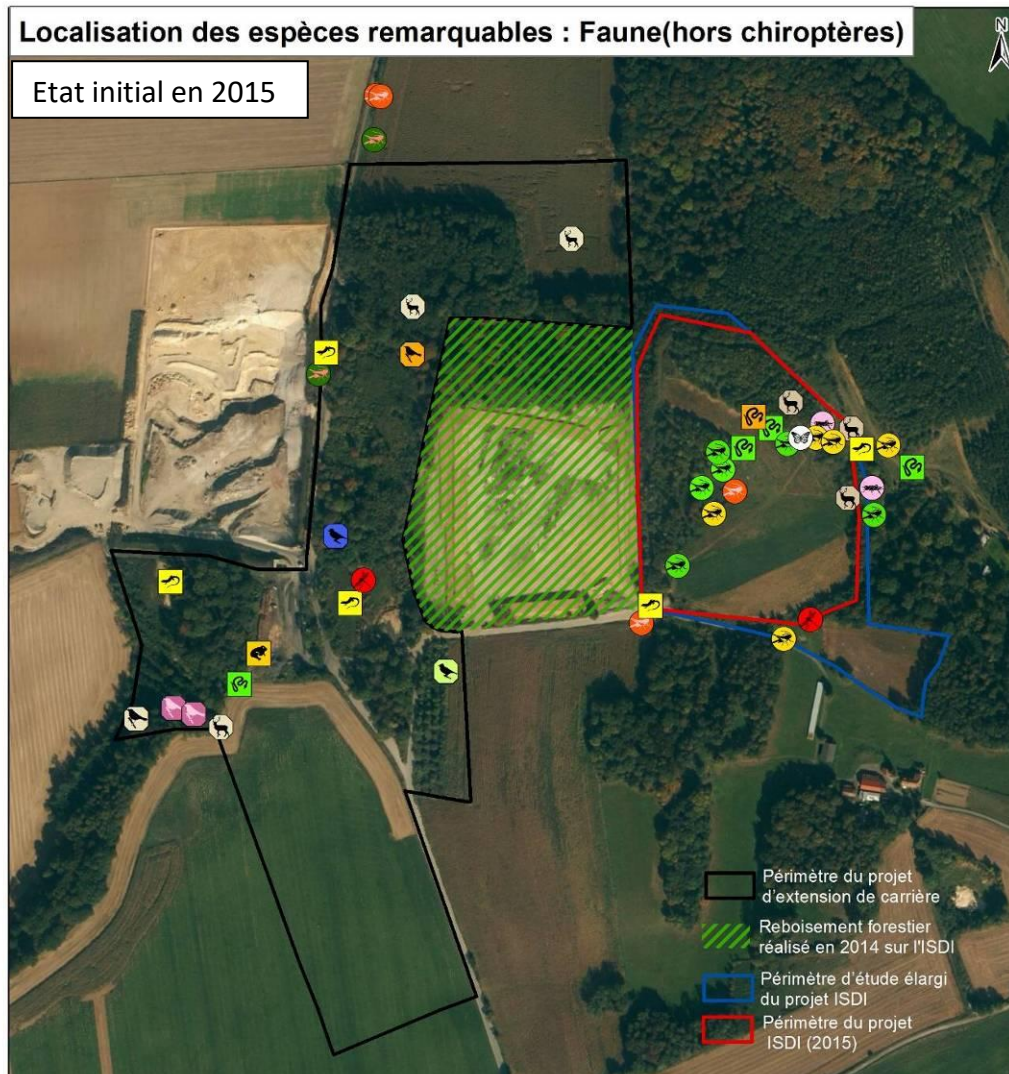 Localisation des espèces remarquables : Faune(hors chiroptères)
Etat initial en 2015
N
Périmètre du projet
d'extension de carrière
Reboisement forestier
réalisé en 2014 sur l'ISDI
Périmètre d'étude élargi
du projet ISDI
Périmètre du projet
ISDI (2015)